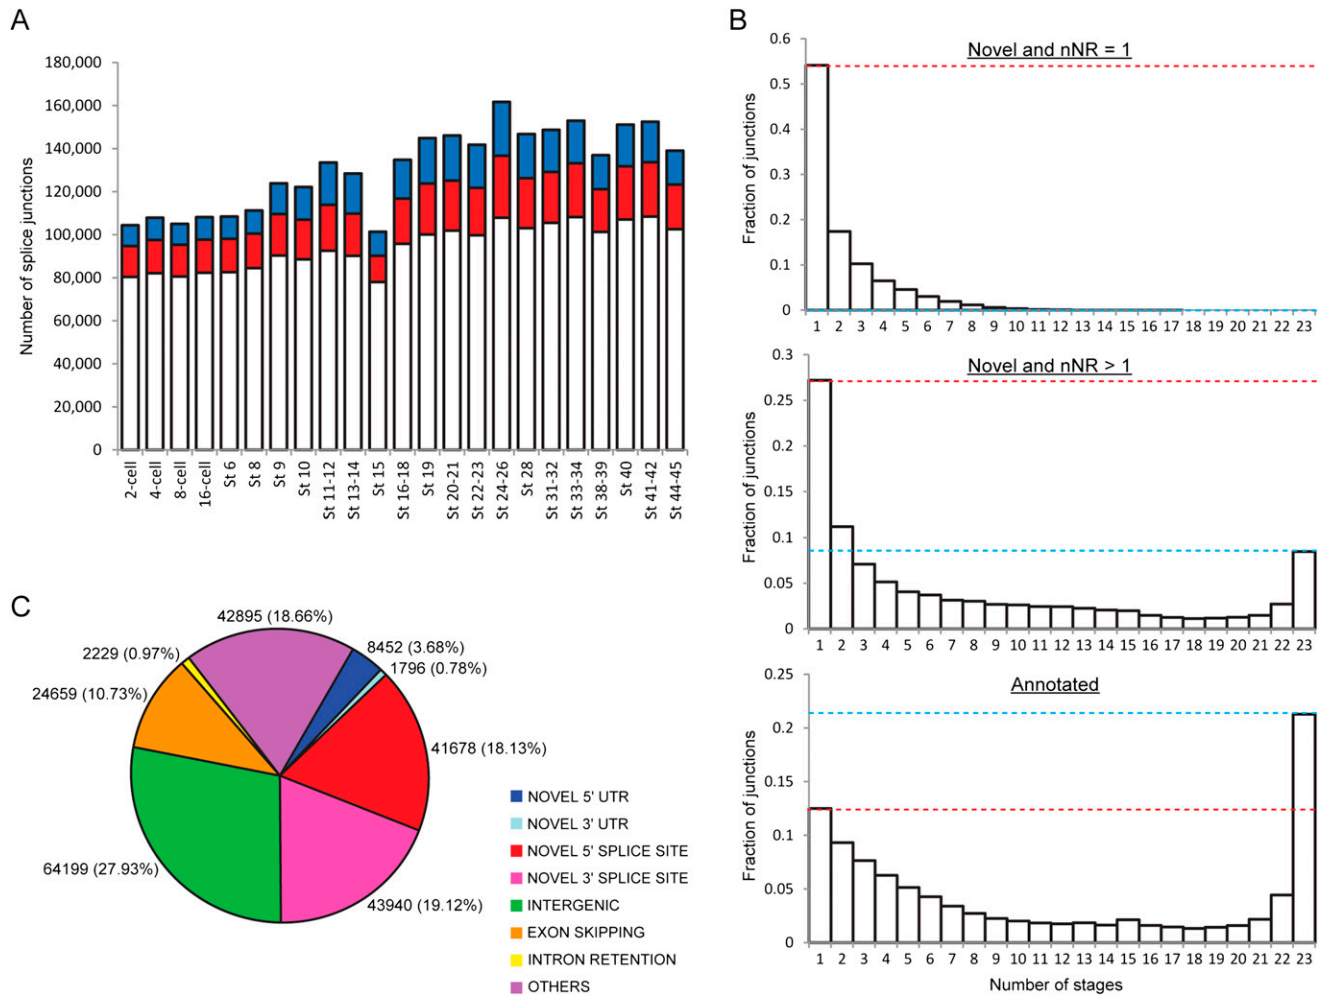 A
Number of splice junctions
180,000
160,000
140,000
120,000
100,000
80,000
60,000
40,000
20,000
0
2-cell
4-cell
8-cell
16-cell
St 6
St 8
St 9
St 10
St 11-12
St 13-14
St 15
St 16-18
St 19
St 20-21
St 22-23
St 24-26
St 28
St 31-32
St 33-34
St 38-39
St 40
St 41-42
St 44-45
B
Novel and nNR = 1
Fraction of junctions
0.6
0.5
0.4
0.3
0.2
0.1
0
1 2 3 4 5 6 7 8 9 10 11 12 13 14 15 16 17 18 19 20 21 22 23
Novel and nNR > 1
Fraction of junctions
0.3
0.25
0.2
0.15
0.1
0.05
0
1 2 3 4 5 6 7 8 9 10 11 12 13 14 15 16 17 18 19 20 21 22 23
Annotated
Fraction of junctions
0.25
0.2
0.15
0.1
0.05
0
1 2 3 4 5 6 7 8 9 10 11 12 13 14 15 16 17 18 19 20 21 22 23
Number of stages
C
42895 (18.66%)
8452 (3.68%)
1796 (0.78%)
2229 (0.97%)
24659 (10.73%)
41678 (18.13%)
64199 (27.93%)
43940 (19.12%)
NOVEL 5' UTR
NOVEL 3' UTR
NOVEL 5' SPLICE SITE
NOVEL 3' SPLICE SITE
INTERGENIC
EXON SKIPPING
INTRON RETENTION
OTHERS